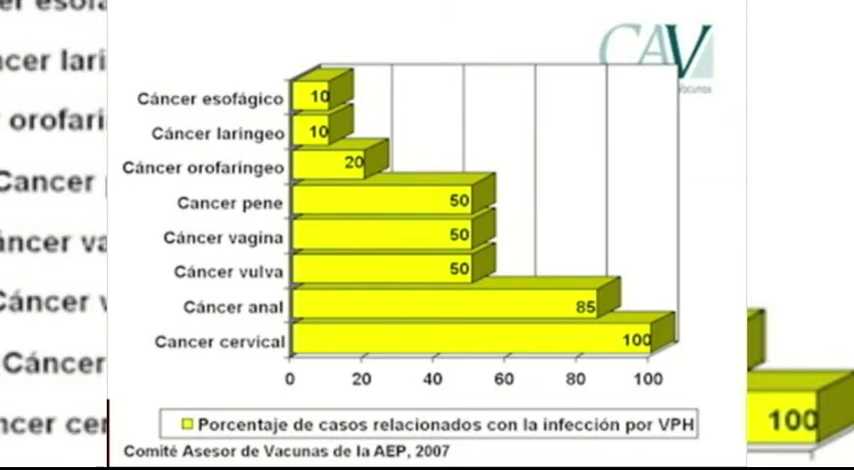 CAV
Vacunas
Cáncer esofágico 10
Cáncer laringeo 10
Cáncer orofaríngeo 20
Cancer pene 50
Cáncer vagina 50
Cáncer vulva 50
Cáncer anal 85
Cancer cervical 100
0 20 40 60 80 100
Porcentaje de casos relacionados con la infección por VPH
Comité Asesor de Vacunas de la AEP, 2007
100